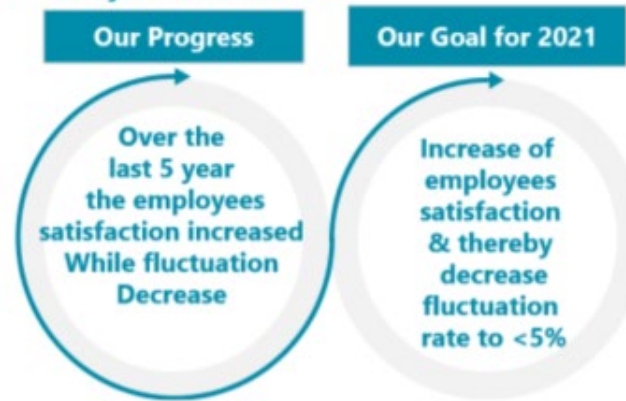 Our Progress
Our Goal for 2021
Over the
last 5 year
the employees
satisfaction increased
While fluctuation
Decrease
Increase of
employees
satisfaction
& thereby
decrease
fluctuation
rate to <5%